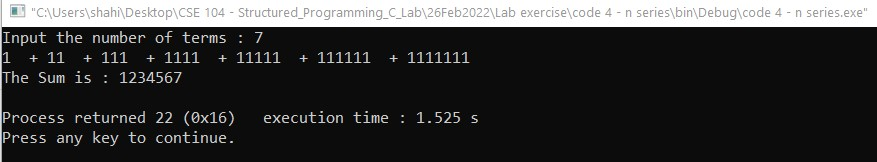 "C:\Users\shahi\Desktop\CSE 104 - Structured_Programming_C_Lab\26Feb2022\Lab exercise\code 4 - n series\bin\Debug\code 4 - n series.exe"
Input the number of terms : 7
1  + 11  + 111  + 1111  + 11111  + 111111  + 1111111
The Sum is : 1234567

Process returned 22 (0x16)   execution time : 1.525 s
Press any key to continue.